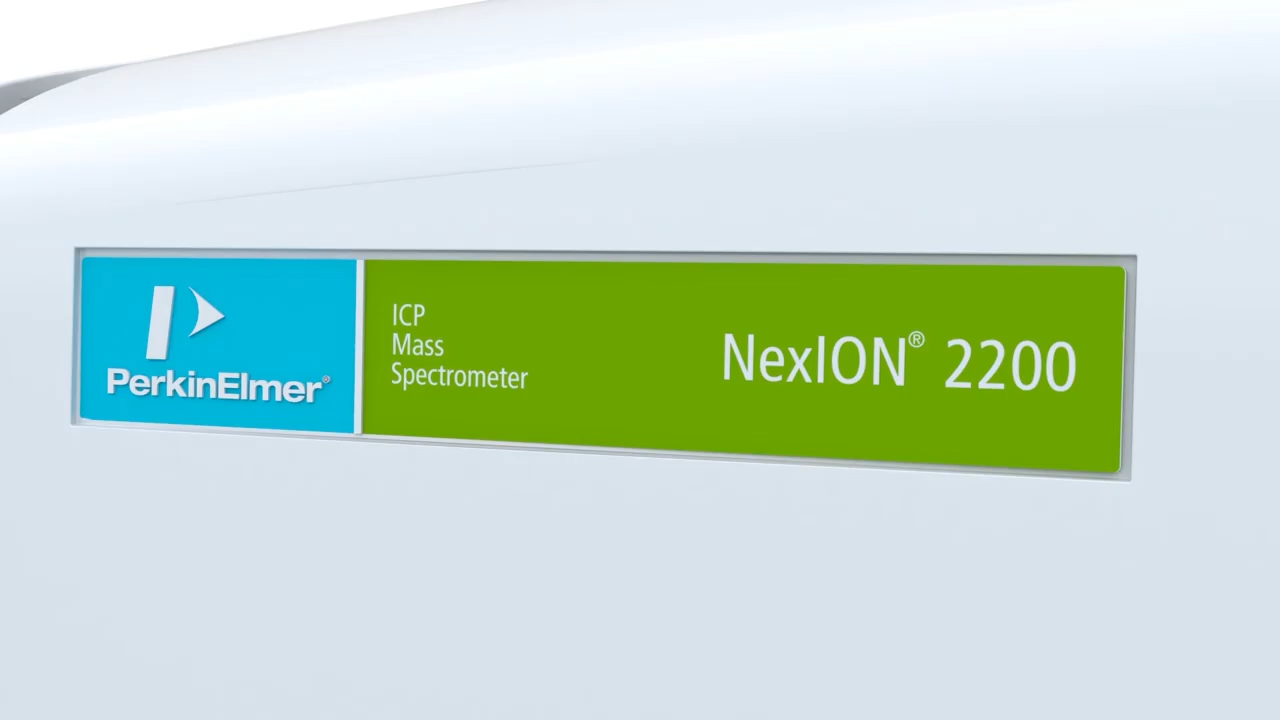 PerkinElmer®
ICP
Mass
Spectrometer
NexION® 2200